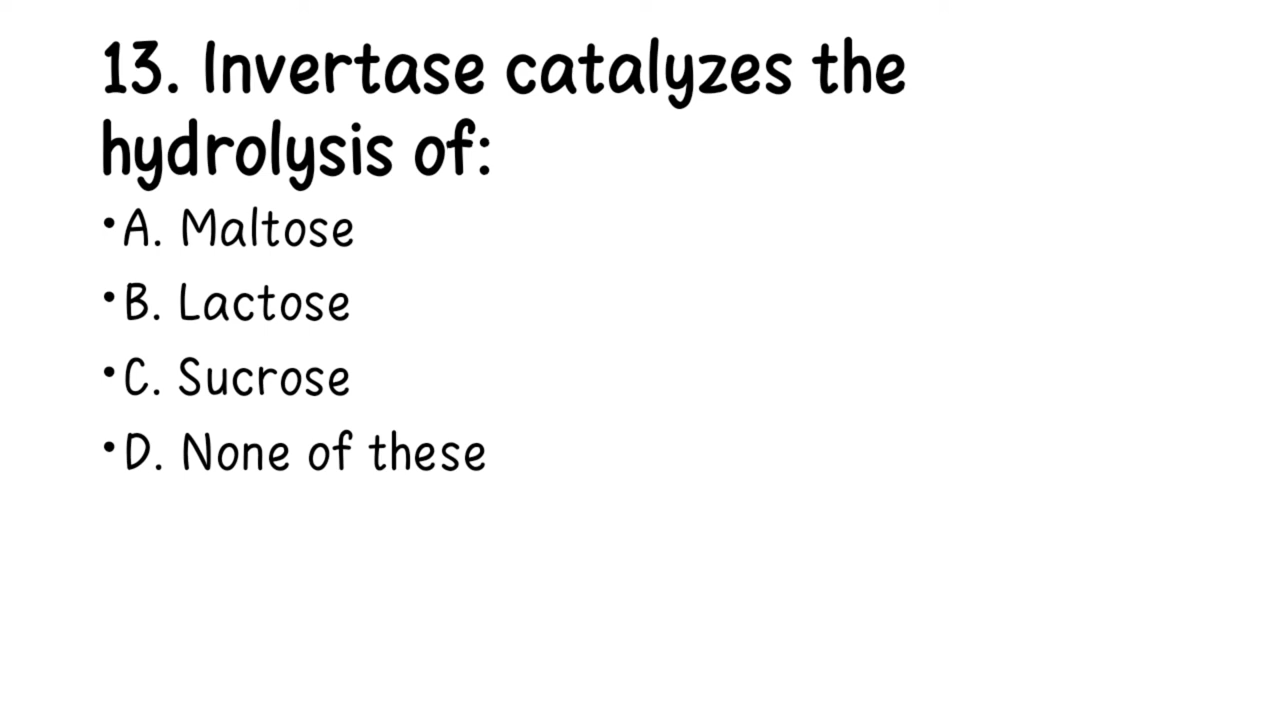 13. Invertase catalyzes the
hydrolysis of:
•A. Maltose
•B. Lactose
•C. Sucrose
•D. None of these